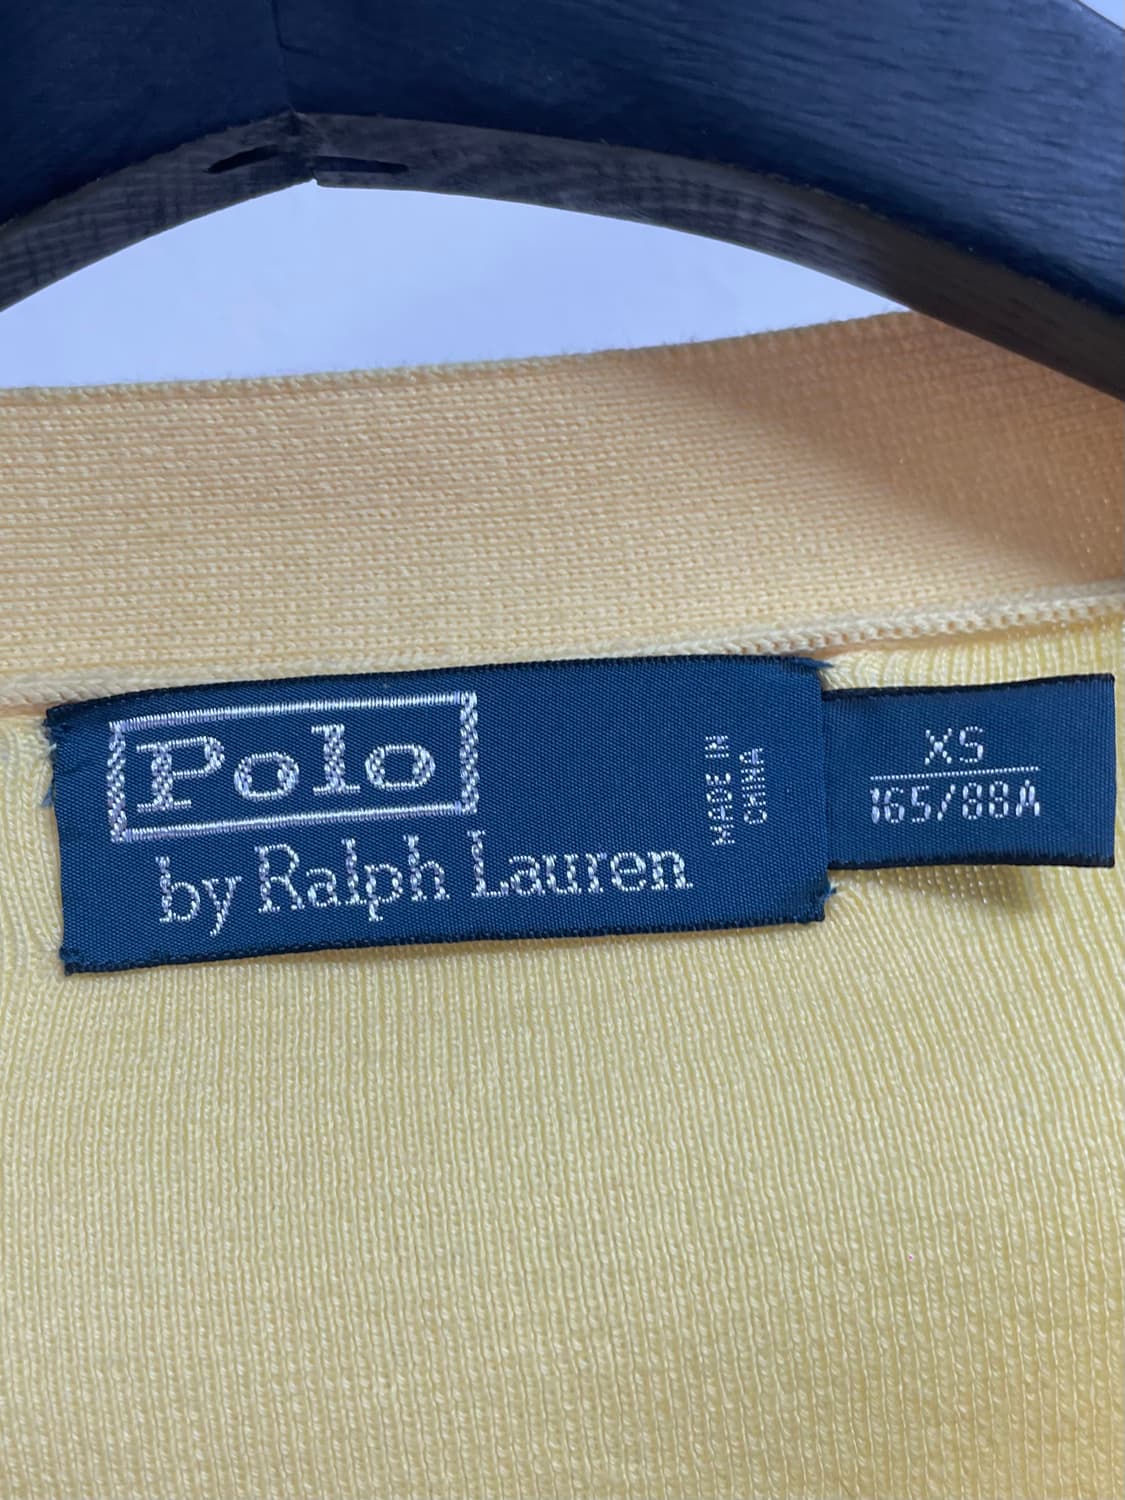 Polo
by Ralph Lauren
MADE IN
CHINA
XS
165/88A